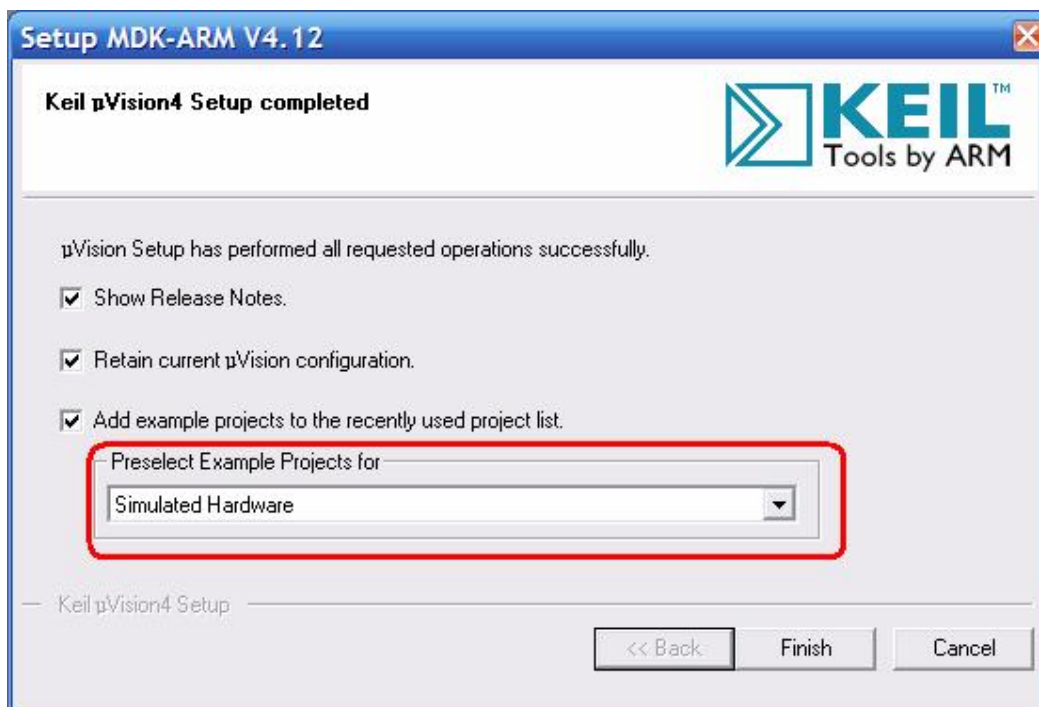 Setup MDK-ARM V4.12
Keil µVision4 Setup completed
KEIL™
Tools by ARM
µVision Setup has performed all requested operations successfully.
Show Release Notes.
Retain current µVision configuration.
Add example projects to the recently used project list.
Preselect Example Projects for
Simulated Hardware
Keil µVision4 Setup
<< Back Finish Cancel